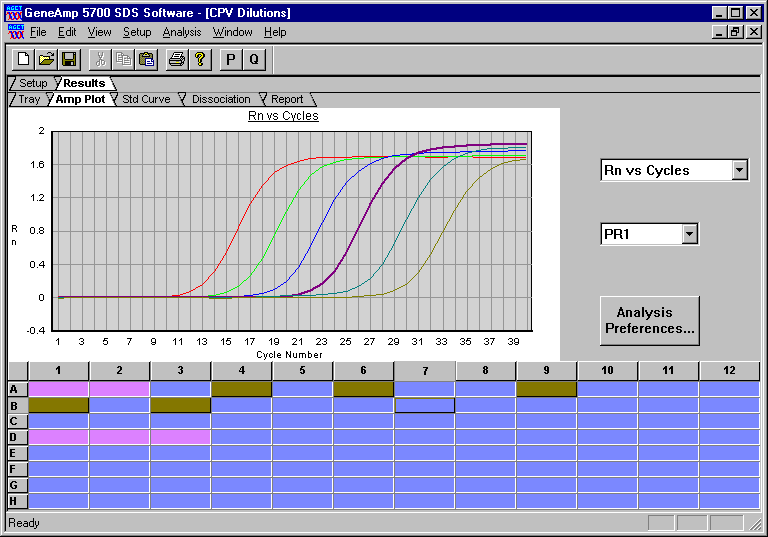 GeneAmp 5700 SDS Software - [CPV Dilutions]
File Edit View Setup Analysis Window Help
P Q
Setup Results
Tray Amp Plot Std Curve Dissociation Report
Rn vs Cycles
2
1.6
1.2
0.8
0.4
0
-0.4
R
n
1 3 5 7 9 11 13 15 17 19 21 23 25 27 29 31 33 35 37 39
Cycle Number
Rn vs Cycles
PR1
Analysis
Preferences...
1 2 3 4 5 6 7 8 9 10 11 12
A
B
C
D
E
F
G
H
Ready